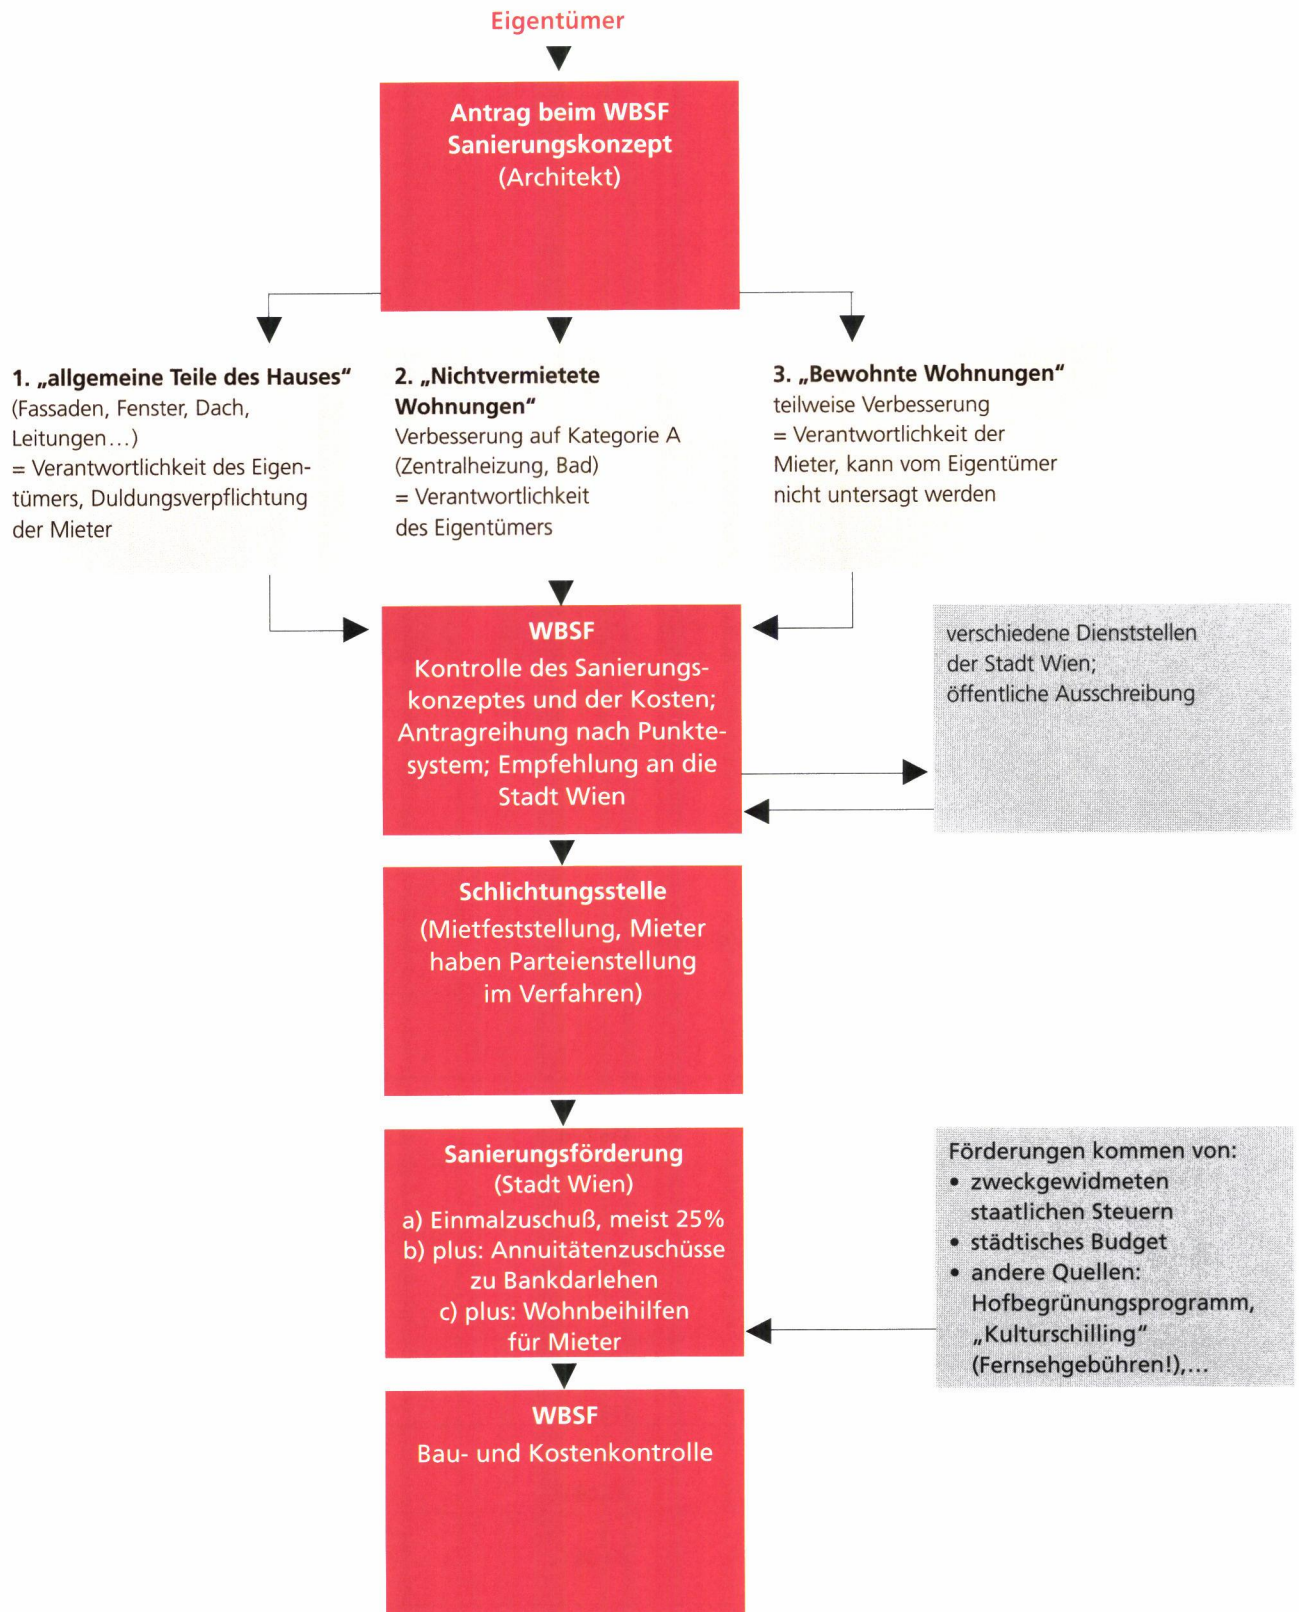 Eigentümer
Antrag beim WBSF
Sanierungskonzept
(Architekt)
1. „allgemeine Teile des Hauses“
(Fassaden, Fenster, Dach,
Leitungen...)
= Verantwortlichkeit des Eigen-
tümers, Duldungsverpflichtung
der Mieter
2. „Nichtvermietete
Wohnungen“
Verbesserung auf Kategorie A
(Zentralheizung, Bad)
= Verantwortlichkeit
des Eigentümers
3. „Bewohnte Wohnungen“
teilweise Verbesserung
= Verantwortlichkeit der
Mieter, kann vom Eigentümer
nicht untersagt werden
WBSF
Kontrolle des Sanierungs-
konzeptes und der Kosten;
Antragreihung nach Punkte-
system; Empfehlung an die
Stadt Wien
verschiedene Dienststellen
der Stadt Wien;
öffentliche Ausschreibung
Schlichtungsstelle
(Mietfeststellung, Mieter
haben Parteienstellung
im Verfahren)
Sanierungsförderung
(Stadt Wien)
a) Einmalzuschuß, meist 25%
b) plus: Annuitätenzuschüsse
zu Bankdarlehen
c) plus: Wohnbeihilfen
für Mieter
Förderungen kommen von:
• zweckgewidmeten
staatlichen Steuern
• städtisches Budget
• andere Quellen:
Hofbegrünungsprogramm,
„Kulturschilling“
(Fernsehgebühren!),...
WBSF
Bau- und Kostenkontrolle